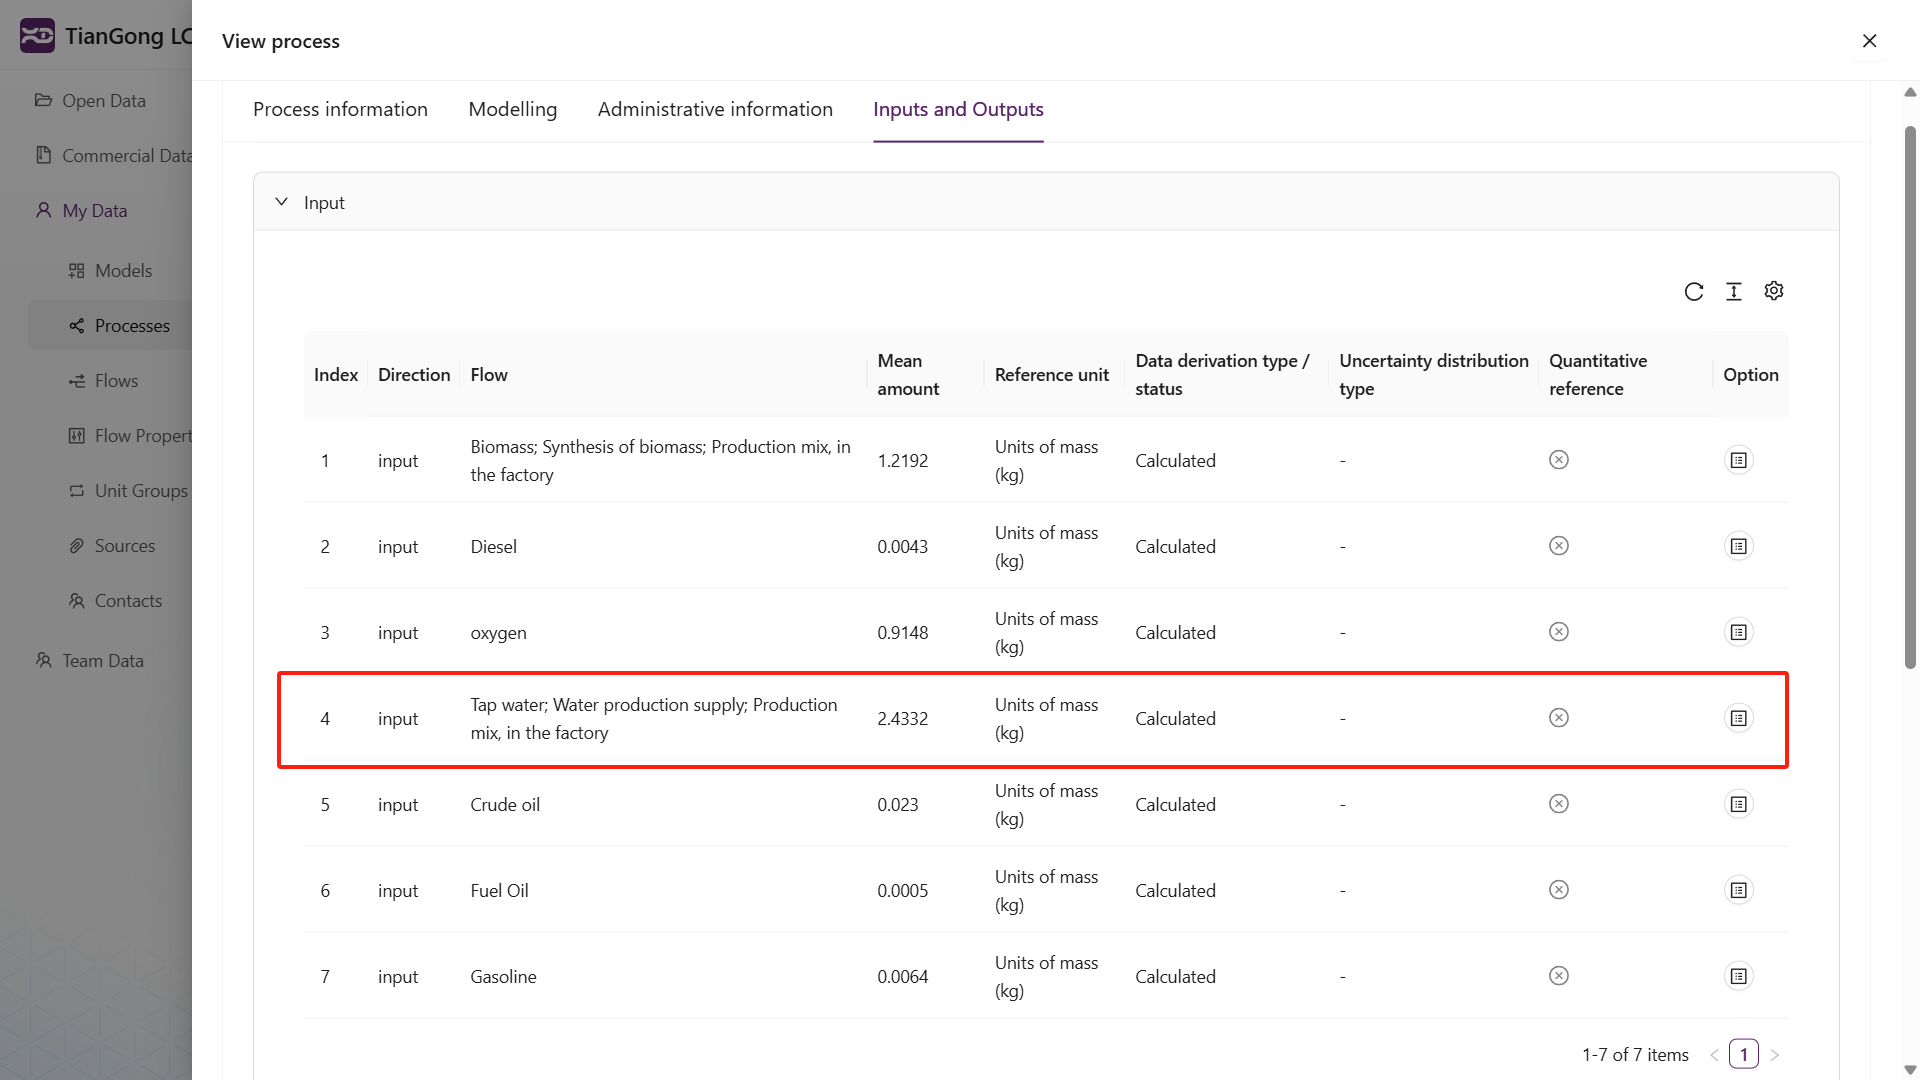 TianGong LC
View process
Open Data
Commercial Data
My Data
Models
Processes
Flows
Flow Propert
Unit Groups
Sources
Contacts
Team Data
Process information
Modelling
Administrative information
Inputs and Outputs
Input
Index
Direction
Flow
Mean
amount
Reference unit
Data derivation type /
status
Uncertainty distribution
type
Quantitative
reference
Option
1
input
Biomass; Synthesis of biomass; Production mix, in
the factory
1.2192
Units of mass
(kg)
Calculated
-
2
input
Diesel
0.0043
Units of mass
(kg)
Calculated
-
3
input
oxygen
0.9148
Units of mass
(kg)
Calculated
-
4
input
Tap water; Water production supply; Production
mix, in the factory
2.4332
Units of mass
(kg)
Calculated
-
5
input
Crude oil
0.023
Units of mass
(kg)
Calculated
-
6
input
Fuel Oil
0.0005
Units of mass
(kg)
Calculated
-
7
input
Gasoline
0.0064
Units of mass
(kg)
Calculated
-
1-7 of 7 items
1